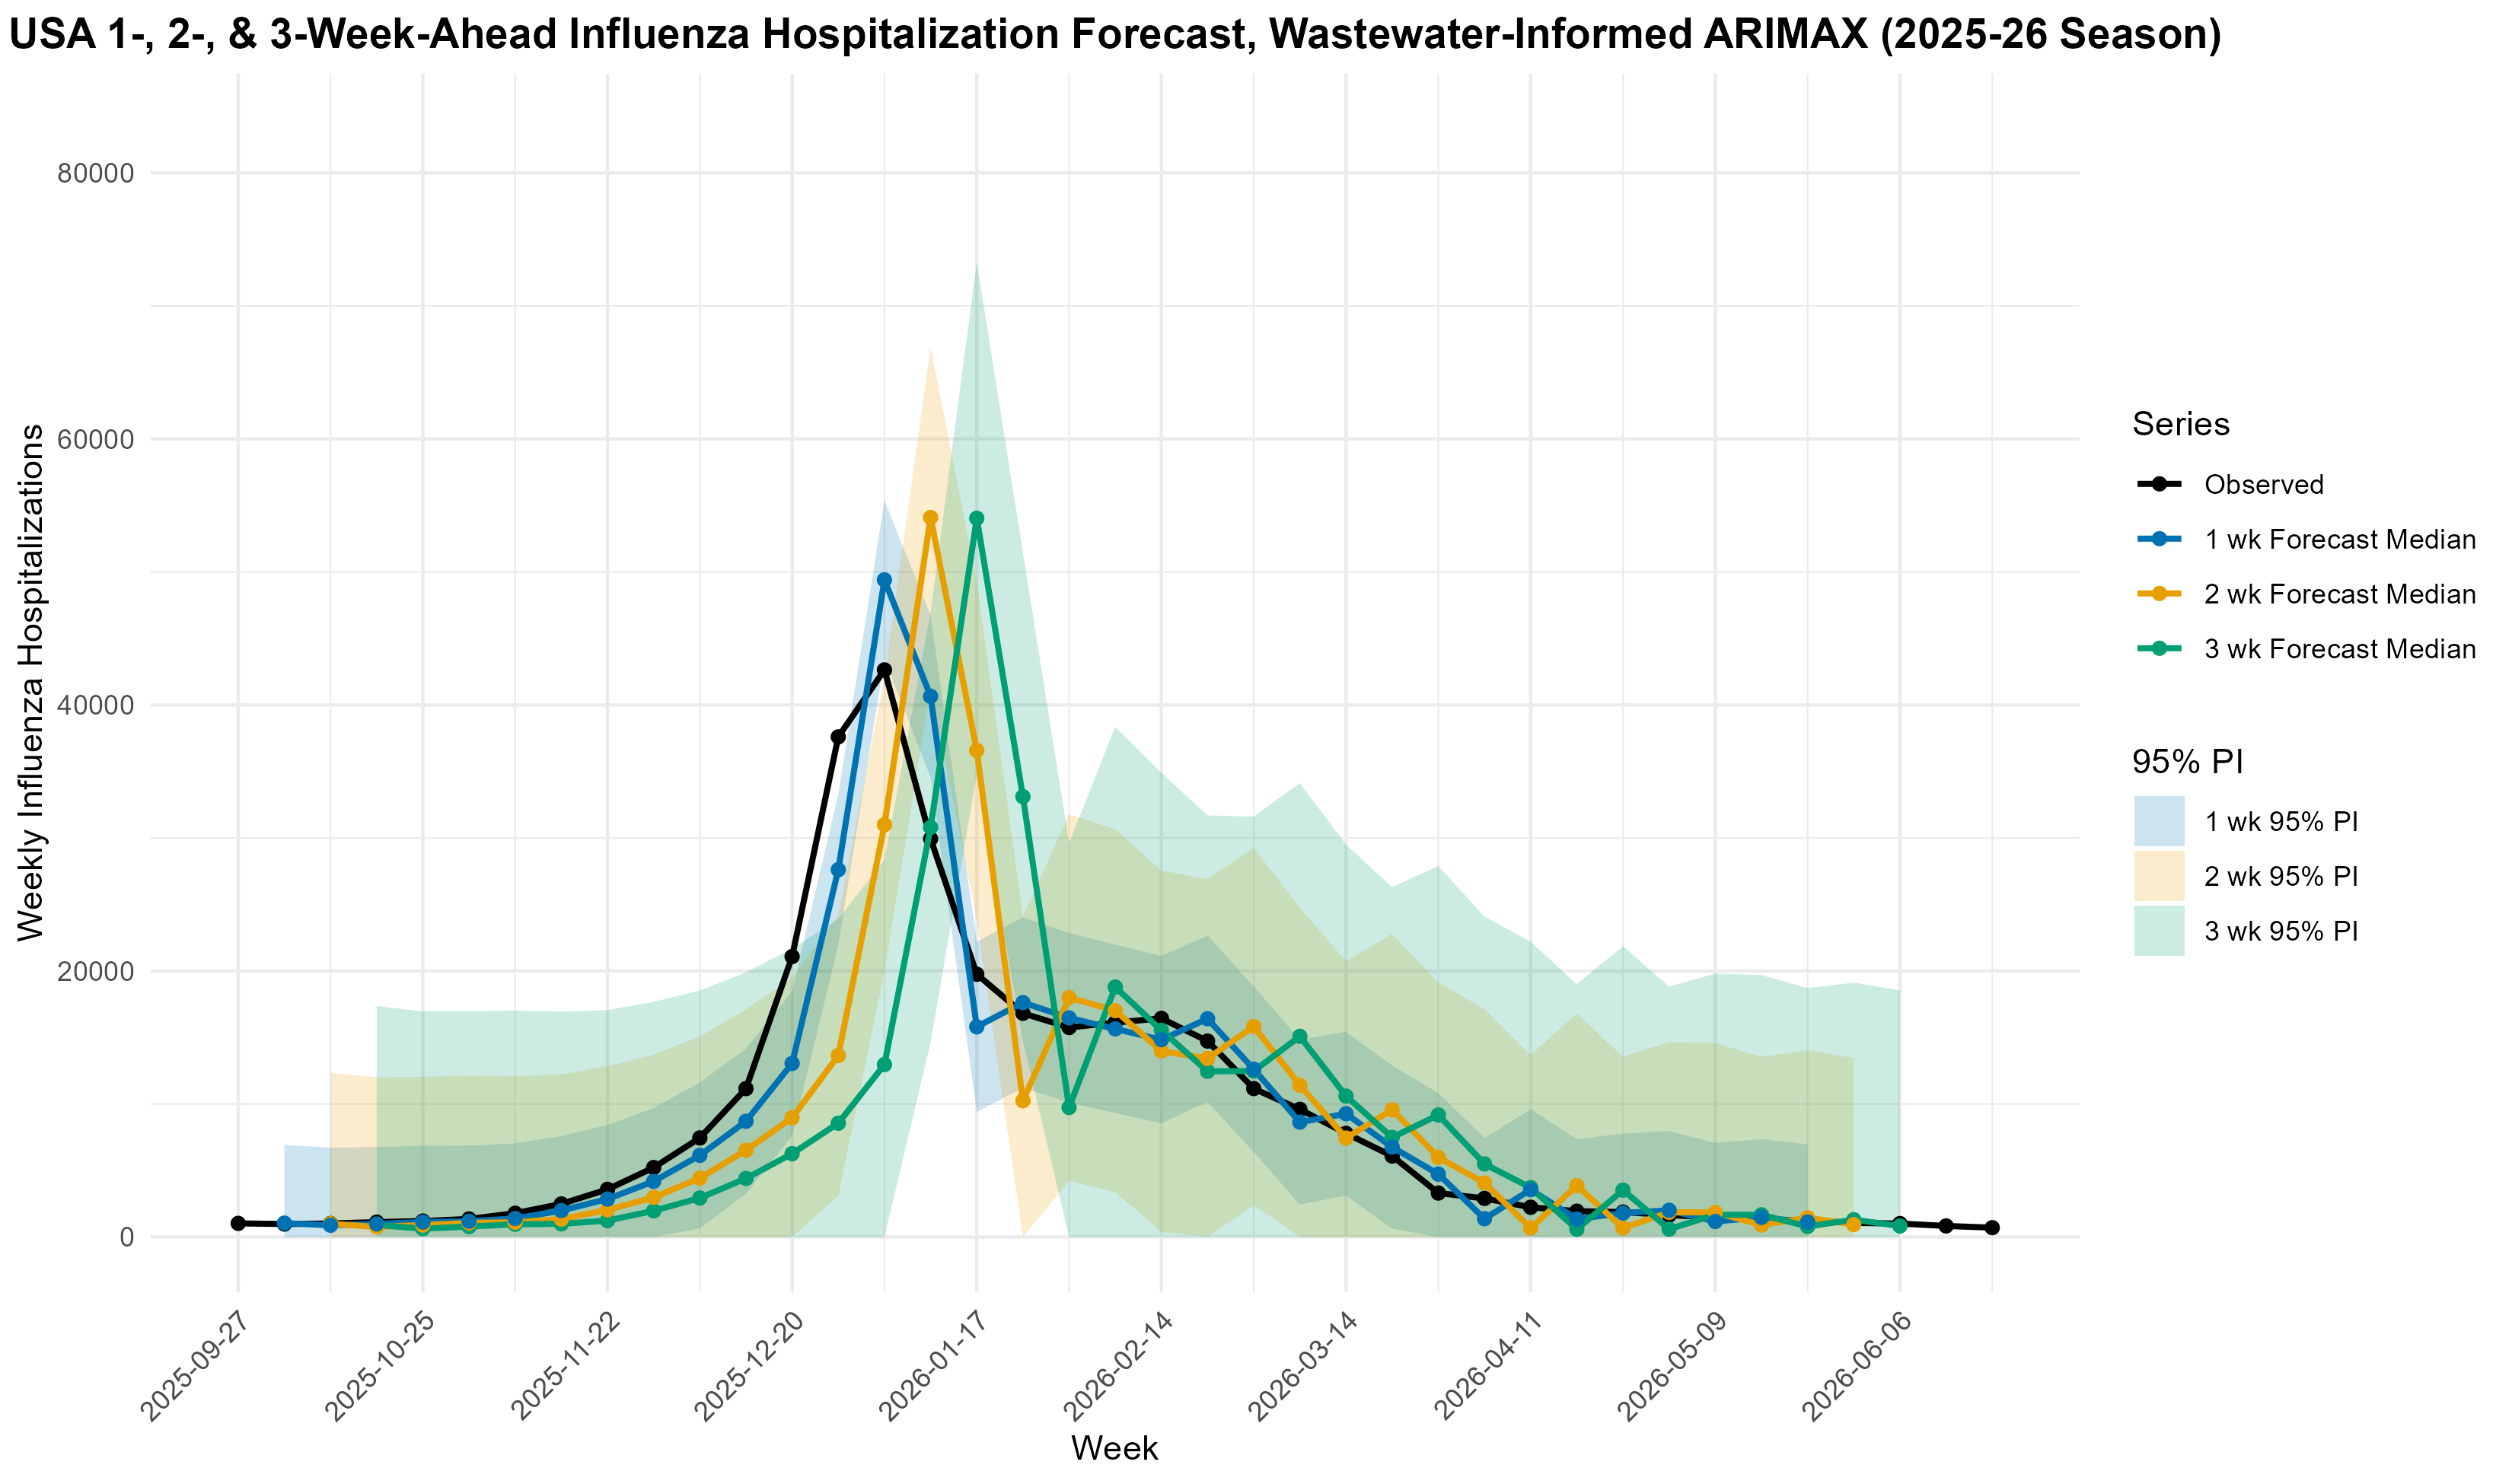 USA 1-, 2-, & 3-Week-Ahead Influenza Hospitalization Forecast, Wastewater-Informed ARIMAX (2025-26 Season)
Weekly Influenza Hospitalizations
80000
60000
40000
20000
0
2025-09-27
2025-10-25
2025-11-22
2025-12-20
2026-01-17
2026-02-14
2026-03-14
2026-04-11
2026-05-09
2026-06-06
Week
Series
Observed
1 wk Forecast Median
2 wk Forecast Median
3 wk Forecast Median
95% PI
1 wk 95% PI
2 wk 95% PI
3 wk 95% PI